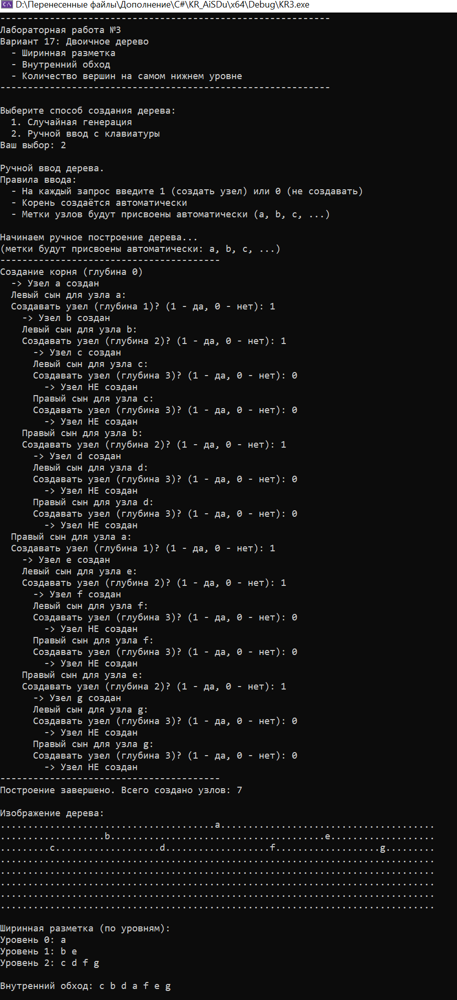 D:\Перенесенные файлы\Дополнение\C#\KR_AiSDu\x64\Debug\KR3.exe
------------------------------------------------------------
Лабораторная работа №3
Вариант 17: Двоичное дерево
  - Ширинная разметка
  - Внутренний обход
  - Количество вершин на самом нижнем уровне
------------------------------------------------------------

Выберите способ создания дерева:
  1. Случайная генерация
  2. Ручной ввод с клавиатуры
Ваш выбор: 2

Ручной ввод дерева.
Правила ввода:
  - На каждый запрос введите 1 (создать узел) или 0 (не создавать)
  - Корень создаётся автоматически
  - Метки узлов будут присвоены автоматически (a, b, c, ...)

Начинаем ручное построение дерева...
(метки будут присвоены автоматически: a, b, c, ...)
----------------------------------------
Создание корня (глубина 0)
  -> Узел a создан
  Левый сын для узла a:
  Создавать узел (глубина 1)? (1 - да, 0 - нет): 1
    -> Узел b создан
    Левый сын для узла b:
    Создавать узел (глубина 2)? (1 - да, 0 - нет): 1
      -> Узел c создан
      Левый сын для узла c:
      Создавать узел (глубина 3)? (1 - да, 0 - нет): 0
        -> Узел НЕ создан
      Правый сын для узла c:
      Создавать узел (глубина 3)? (1 - да, 0 - нет): 0
        -> Узел НЕ создан
    Правый сын для узла b:
    Создавать узел (глубина 2)? (1 - да, 0 - нет): 1
      -> Узел d создан
      Левый сын для узла d:
      Создавать узел (глубина 3)? (1 - да, 0 - нет): 0
        -> Узел НЕ создан
      Правый сын для узла d:
      Создавать узел (глубина 3)? (1 - да, 0 - нет): 0
        -> Узел НЕ создан
  Правый сын для узла a:
  Создавать узел (глубина 1)? (1 - да, 0 - нет): 1
    -> Узел e создан
    Левый сын для узла e:
    Создавать узел (глубина 2)? (1 - да, 0 - нет): 1
      -> Узел f создан
      Левый сын для узла f:
      Создавать узел (глубина 3)? (1 - да, 0 - нет): 0
        -> Узел НЕ создан
      Правый сын для узла f:
      Создавать узел (глубина 3)? (1 - да, 0 - нет): 0
        -> Узел НЕ создан
    Правый сын для узла e:
    Создавать узел (глубина 2)? (1 - да, 0 - нет): 1
      -> Узел g создан
      Левый сын для узла g:
      Создавать узел (глубина 3)? (1 - да, 0 - нет): 0
        -> Узел НЕ создан
      Правый сын для узла g:
      Создавать узел (глубина 3)? (1 - да, 0 - нет): 0
        -> Узел НЕ создан
----------------------------------------
Построение завершено. Всего создано узлов: 7

Изображение дерева:
.......................................a.......................................
...................b.......................................e...................
.........c...................d...................f...................g.........
...............................................................................
...............................................................................
...............................................................................
...............................................................................
...............................................................................

Ширинная разметка (по уровням):
Уровень 0: a
Уровень 1: b e
Уровень 2: c d f g

Внутренний обход: c b d a f e g